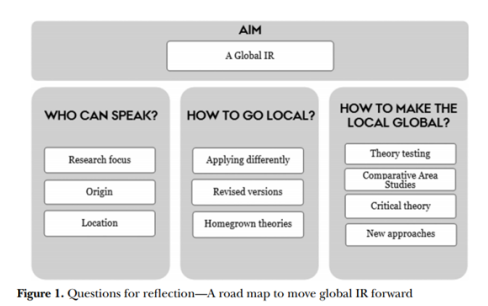 AIM
A Global IR
WHO CAN SPEAK?
Research focus
Origin
Location
HOW TO GO LOCAL?
Applying differently
Revised versions
Homegrown theories
HOW TO MAKE THE
LOCAL GLOBAL?
Theory testing
Comparative Area
Studies
Critical theory
New approaches
Figure 1. Questions for reflection—A road map to move global IR forward